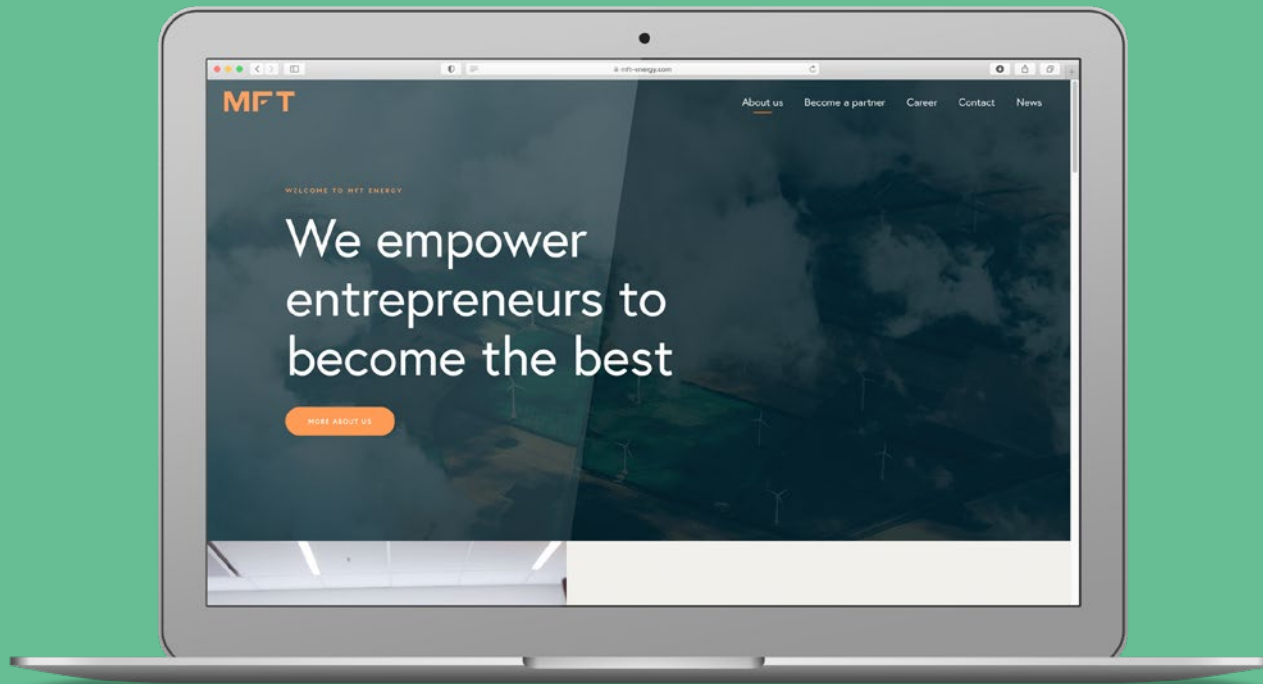 mft-energy.com
MFT
About us Become a partner Career Contact News
WELCOME TO MFT ENERGY
We empower
entrepreneurs to
become the best
MORE ABOUT US